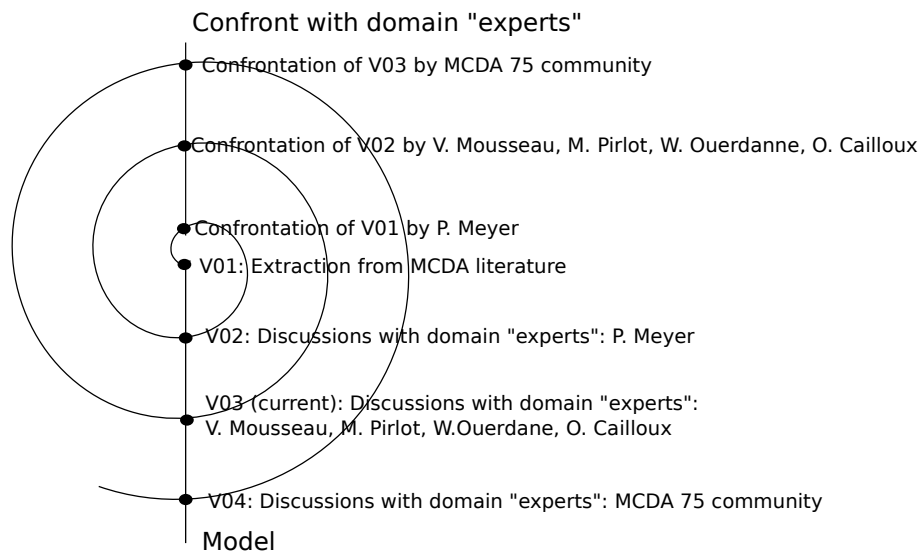 Confront with domain "experts"
Confrontation of V03 by MCDA 75 community
Confrontation of V02 by V. Mousseau, M. Pirlot, W. Ouerdanne, O. Cailloux
Confrontation of V01 by P. Meyer
V01: Extraction from MCDA literature
V02: Discussions with domain "experts": P. Meyer
V03 (current): Discussions with domain "experts":
V. Mousseau, M. Pirlot, W.Ouerdane, O. Cailloux
V04: Discussions with domain "experts": MCDA 75 community
Model